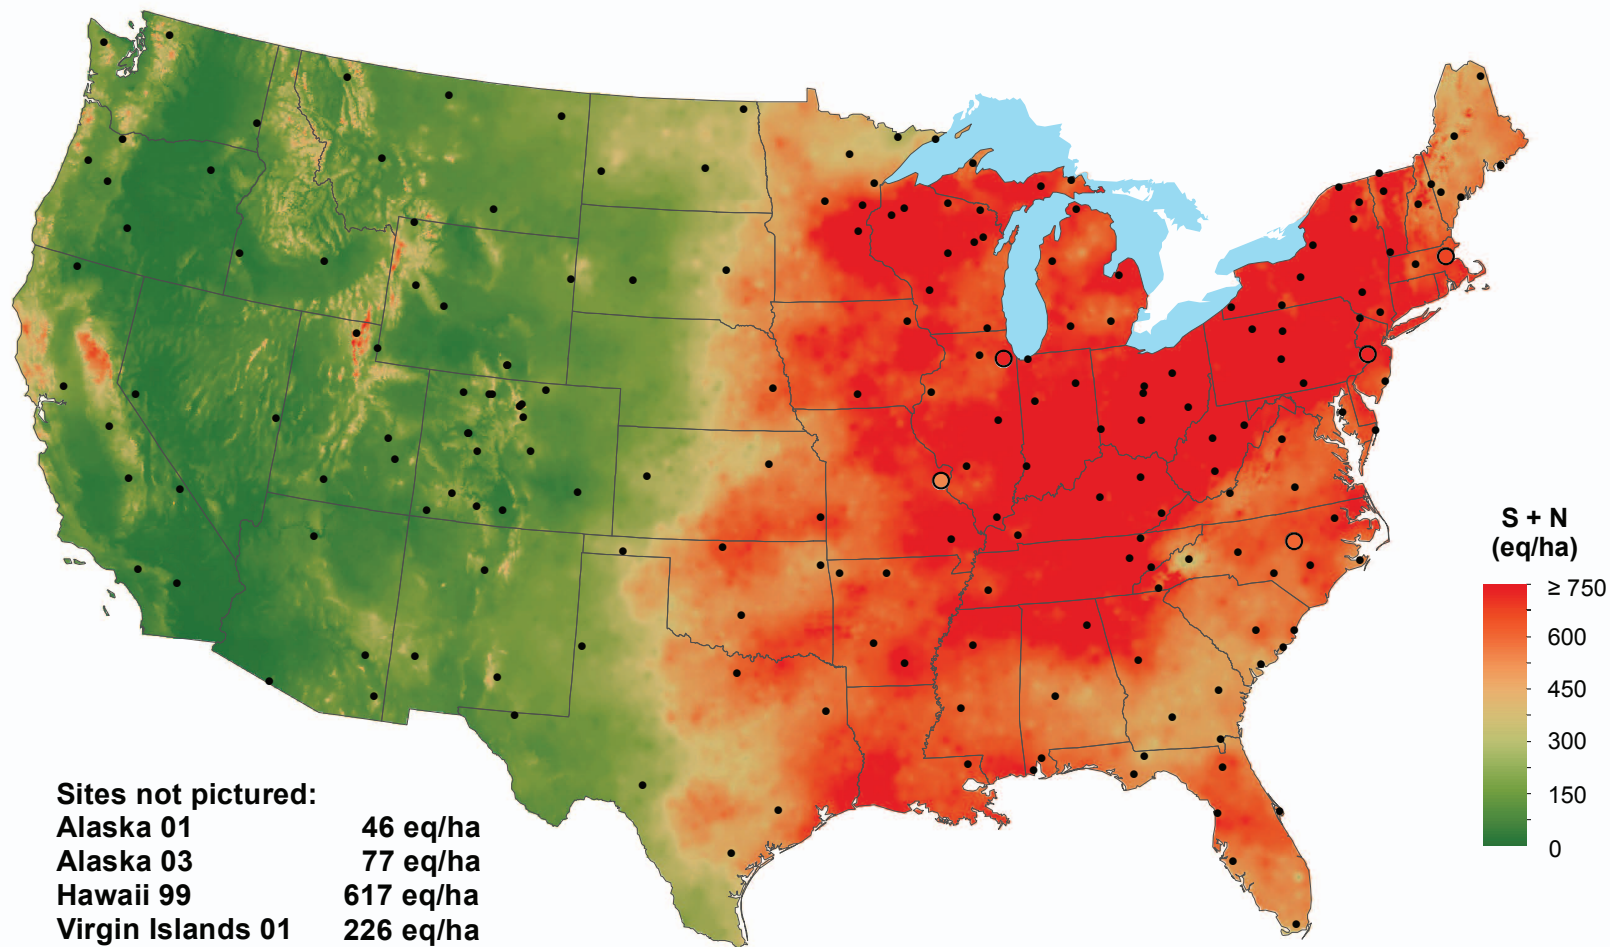 S + N
(eq/ha)
≥ 750
600
450
300
150
0
Sites not pictured:
Alaska 01 46 eq/ha
Alaska 03 77 eq/ha
Hawaii 99 617 eq/ha
Virgin Islands 01 226 eq/ha